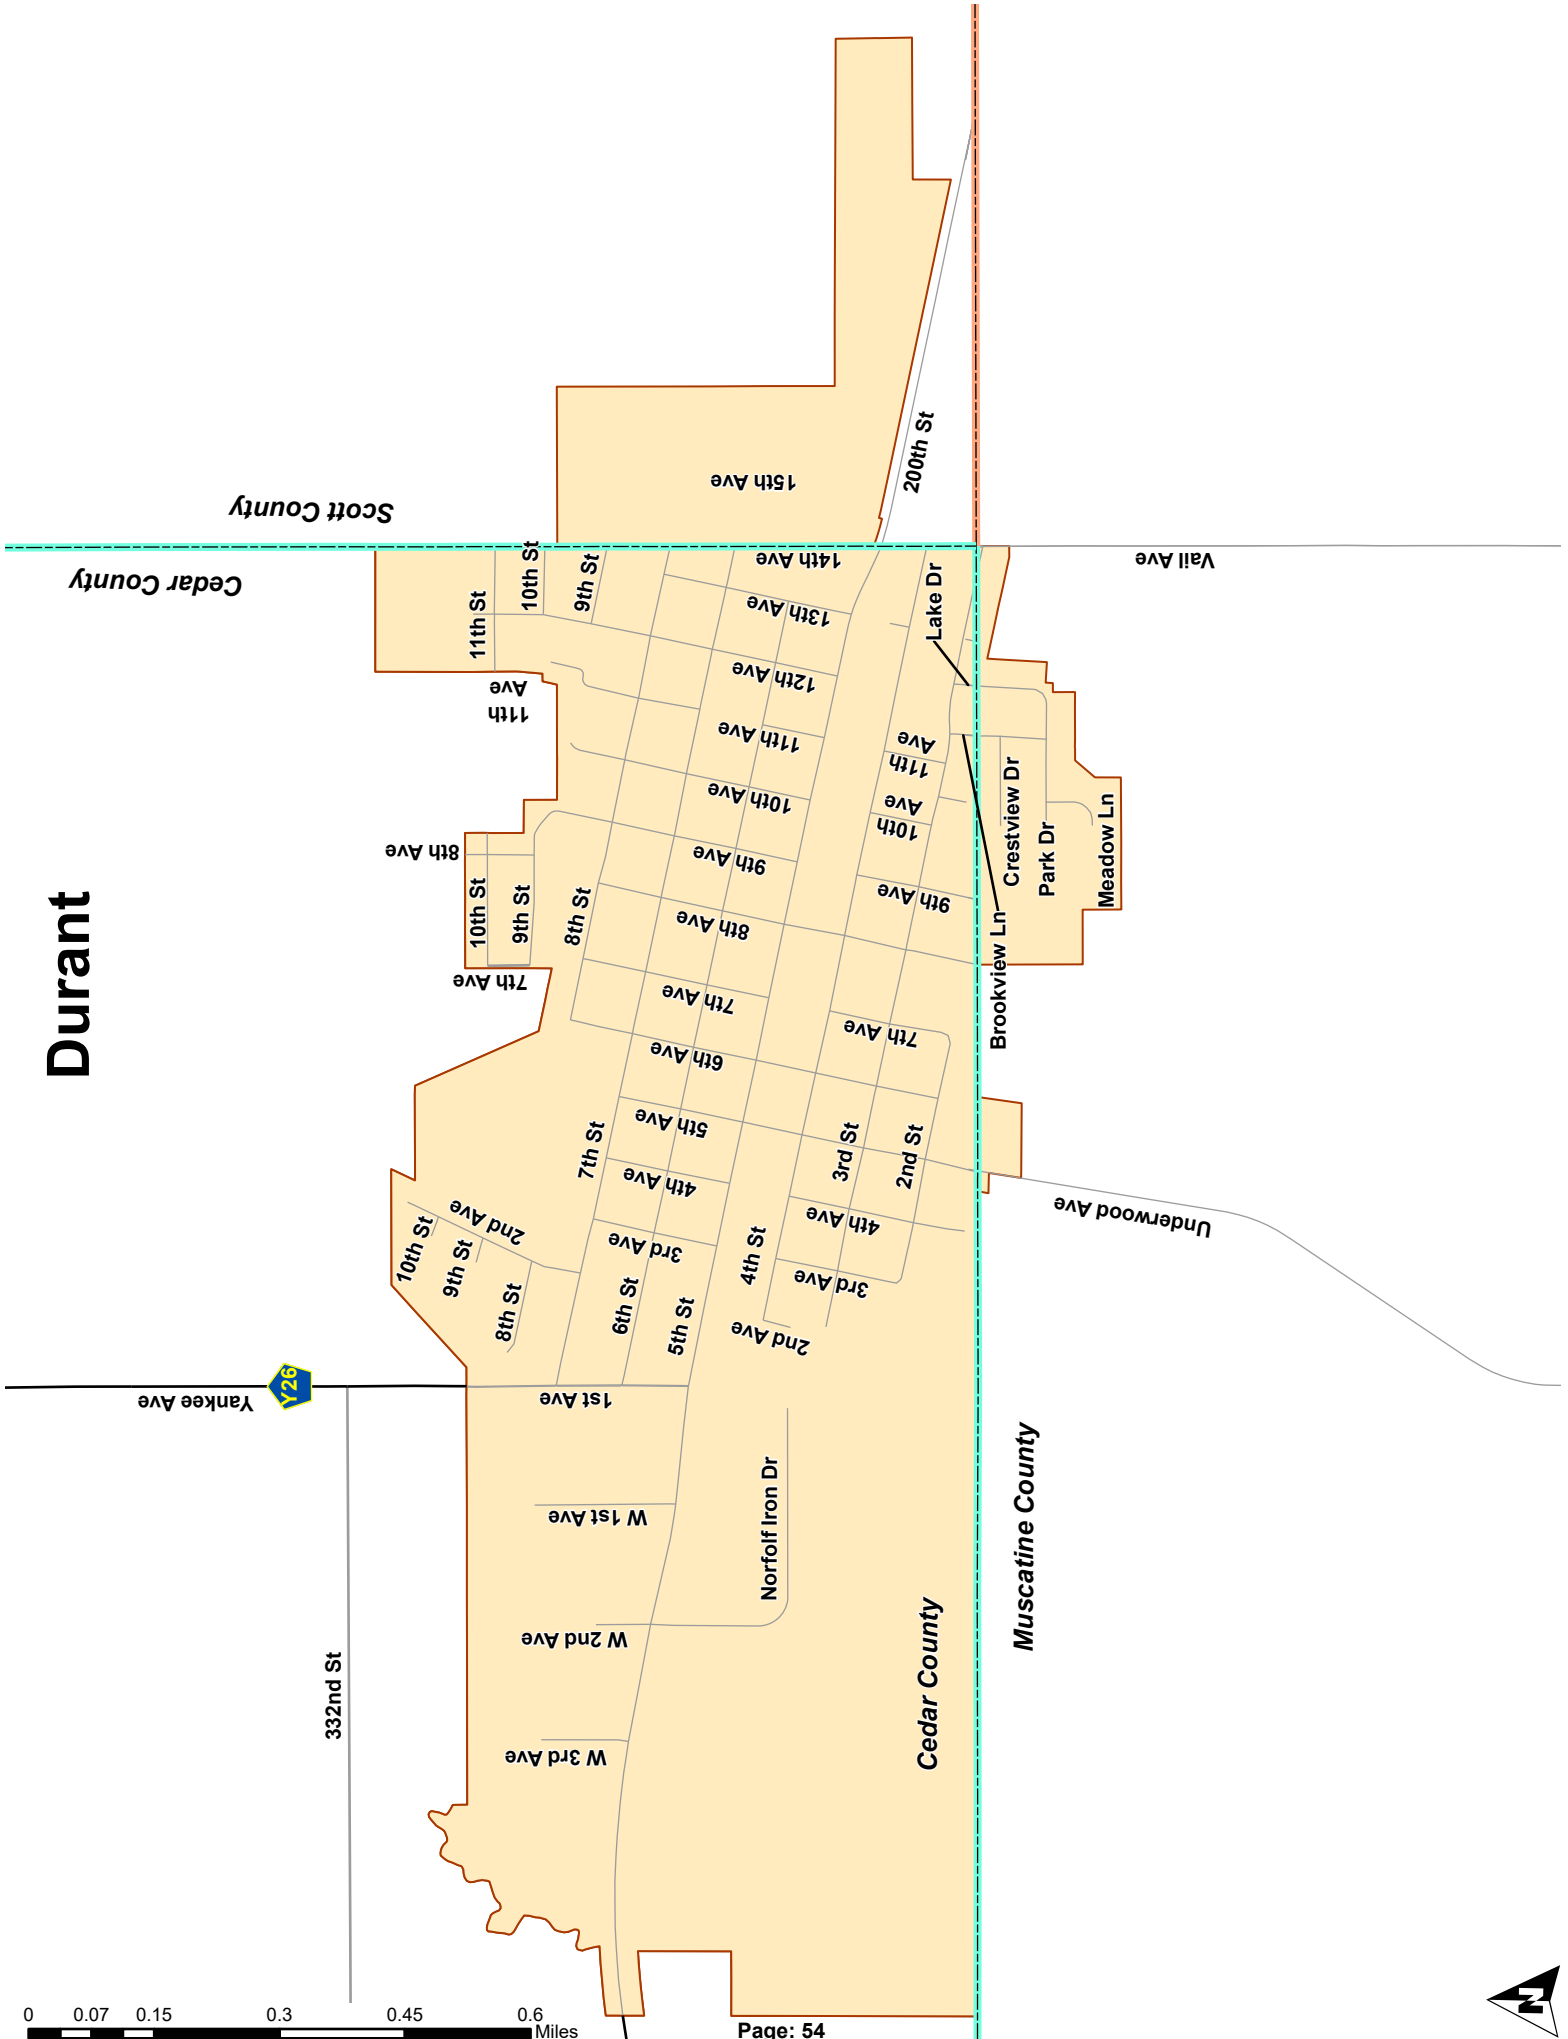 Scott County
Cedar County
15th Ave
200th St
14th Ave
Vail Ave
10th St
9th St
11th St
Lake Dr
13th Ave
12th Ave
11th
Ave
11th Ave
11th
Ave
10th Ave
10th
Ave
Crestview Dr
Park Dr
Meadow Ln
8th Ave
9th Ave
9th Ave
10th St
9th St
8th St
8th Ave
Durant
7th Ave
7th Ave
7th Ave
Brookview Ln
6th Ave
5th Ave
7th St
4th Ave
3rd St
2nd St
4th Ave
Underwood Ave
2nd Ave
10th St
9th St
8th St
3rd Ave
6th St
5th St
4th St
3rd Ave
2nd Ave
Y26
Yankee Ave
1st Ave
W 1st Ave
Norfolf Iron Dr
Muscatine County
W 2nd Ave
332nd St
Cedar County
W 3rd Ave
N
0 0.07 0.15 0.3 0.45 0.6
Miles
Page: 54